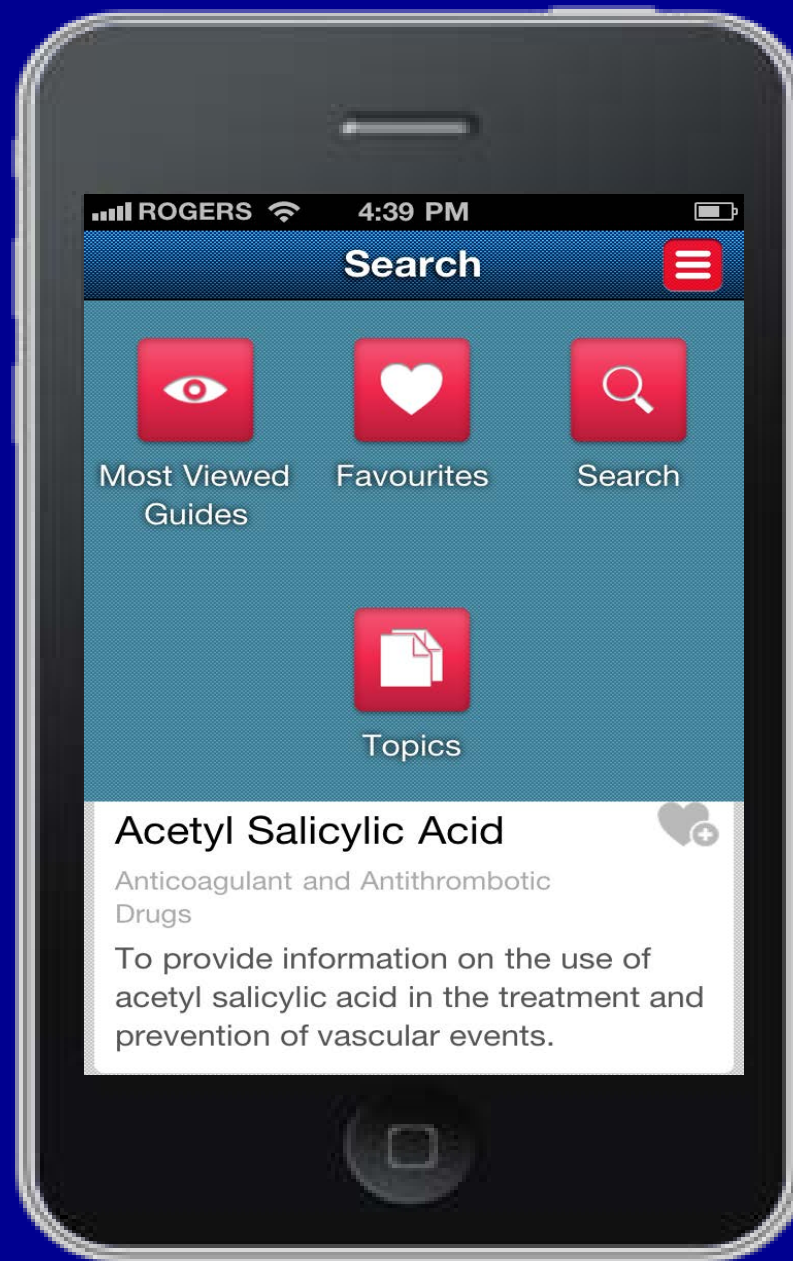 ROGERS 4:39 PM
Search
Most Viewed Guides
Favourites
Search
Topics
Acetyl Salicylic Acid
Anticoagulant and Antithrombotic
Drugs
To provide information on the use of
acetyl salicylic acid in the treatment and
prevention of vascular events.